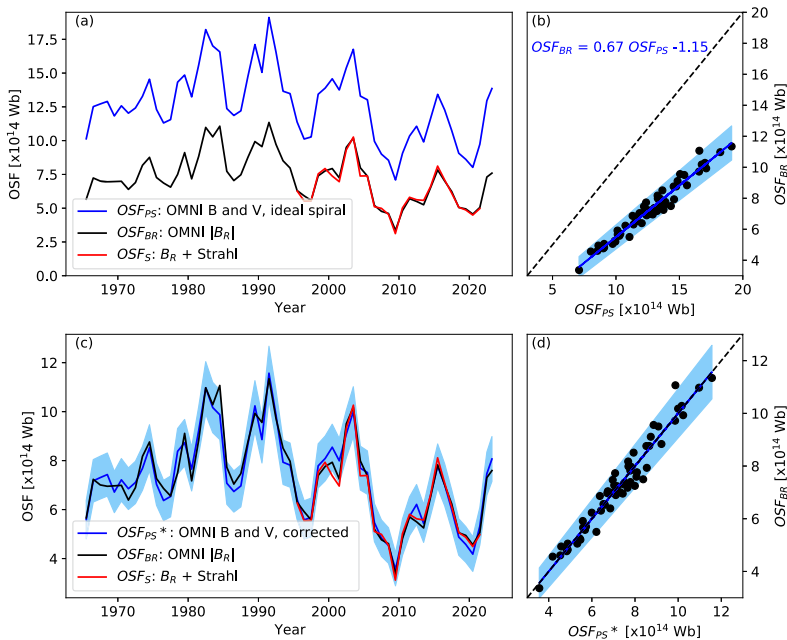 (a)
17.5
15.0
12.5
10.0
7.5
5.0
2.5
0.0
OSF [x10^14 Wb]
OSF_PS: OMNI B and V, ideal spiral
OSF_BR: OMNI |B_R|
OSF_S: B_R + Strahl
1970 1980 1990 2000 2010 2020
Year
(b)
OSF_BR = 0.67 OSF_PS -1.15
20
18
16
14
12
10
8
6
4
OSF_BR [x10^14 Wb]
5 10 15 20
OSF_PS [x10^14 Wb]
(c)
12
10
8
6
4
OSF [x10^14 Wb]
OSF_PS*: OMNI B and V, corrected
OSF_BR: OMNI |B_R|
OSF_S: B_R + Strahl
1970 1980 1990 2000 2010 2020
Year
(d)
12
10
8
6
4
OSF_BR [x10^14 Wb]
4 6 8 10 12
OSF_PS* [x10^14 Wb]